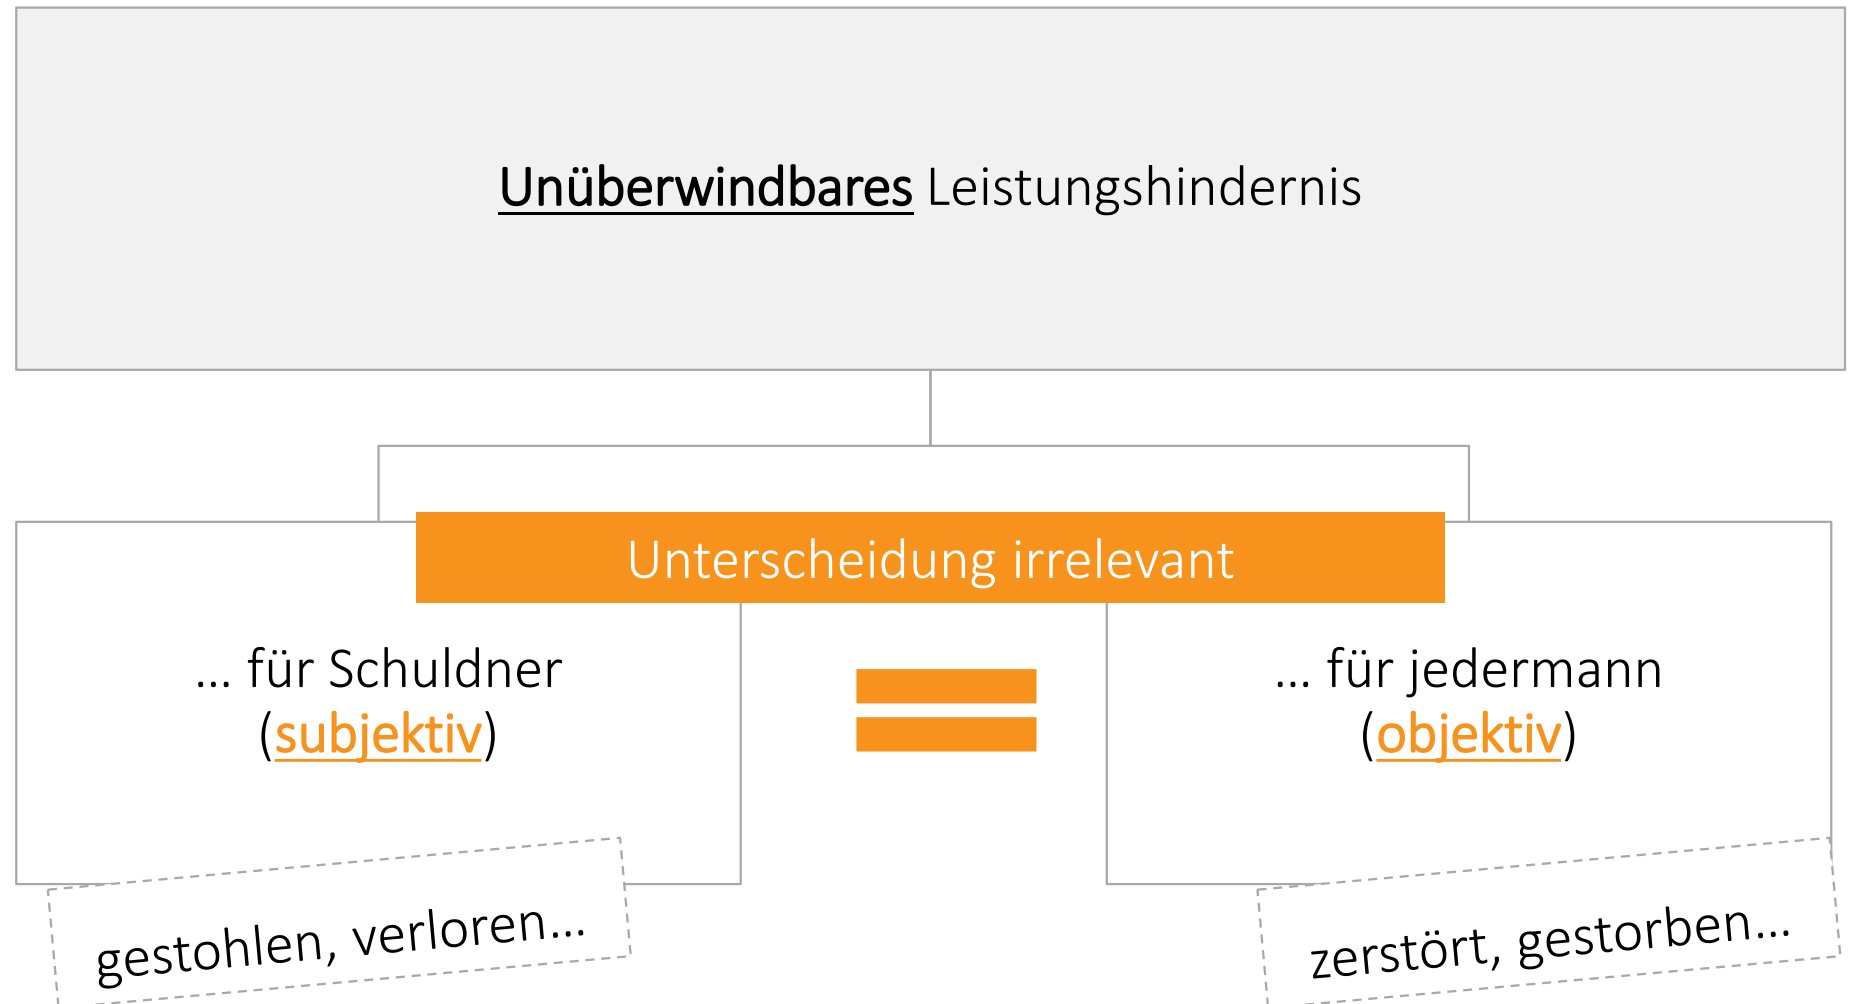 Unüberwindbares Leistungshindernis
Unterscheidung irrelevant
... für Schuldner
(subjektiv)
... für jedermann
(objektiv)
gestohlen, verloren...
zerstört, gestorben...